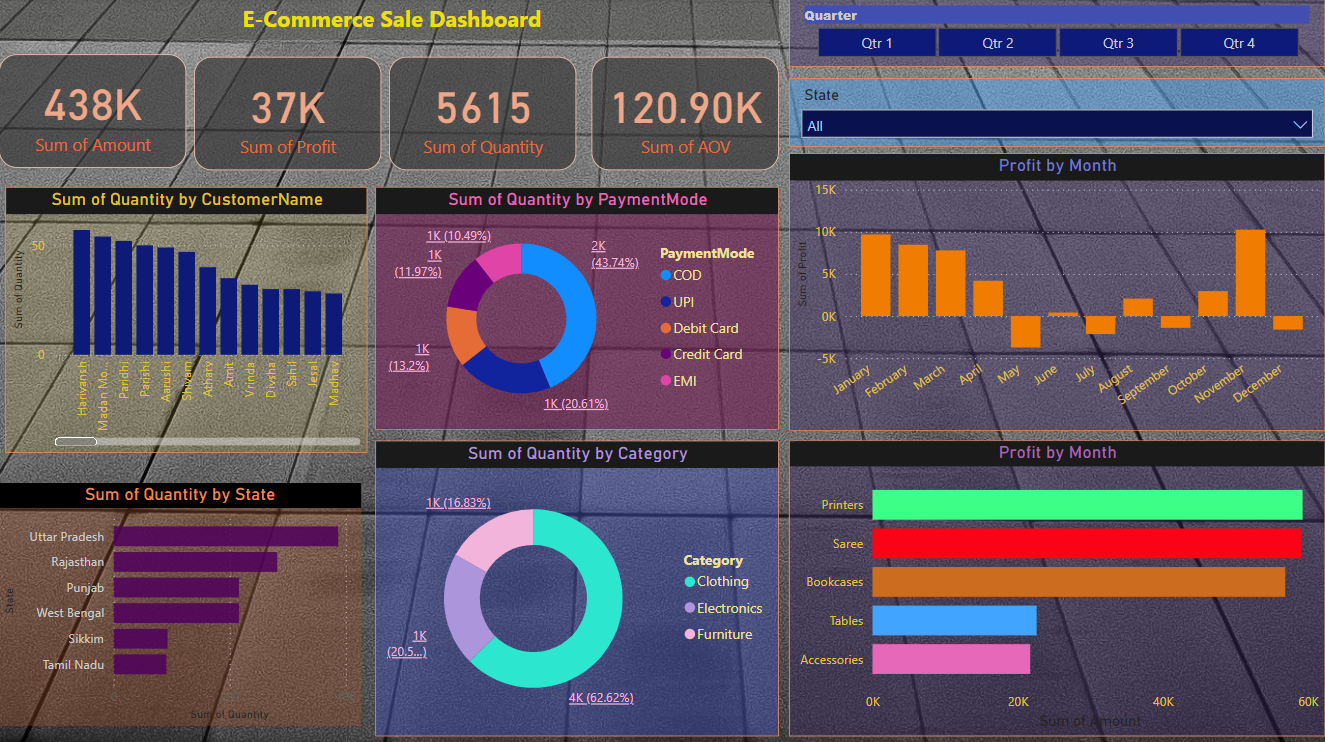 E-Commerce Sale Dashboard
438K
Sum of Amount
37K
Sum of Profit
5615
Sum of Quantity
120.90K
Sum of AOV
Quarter
Qtr 1
Qtr 2
Qtr 3
Qtr 4
State
All
Sum of Quantity by CustomerName
Sum of Quantity
50
0
Harivansh
Madan Mo...
Paridhi
Parishi
Aarushi
Shivam
Atharv
Amit
Vrinda
Divsha
Sahil
Jesal
Madhav
Sum of Quantity by PaymentMode
1K (10.49%)
1K
(11.97%)
1K
(13.2%)
2K
(43.74%)
1K (20.61%)
PaymentMode
COD
UPI
Debit Card
Credit Card
EMI
Profit by Month
Sum of Profit
15K
10K
5K
0K
-5K
January
February
March
April
May
June
July
August
September
October
November
December
Sum of Quantity by State
State
Uttar Pradesh
Rajasthan
Punjab
West Bengal
Sikkim
Tamil Nadu
Sum of Quantity
Sum of Quantity by Category
1K (16.83%)
1K
(20.5...)
4K (62.62%)
Category
Clothing
Electronics
Furniture
Profit by Month
Printers
Saree
Bookcases
Tables
Accessories
0K
20K
40K
60K
Sum of Amount